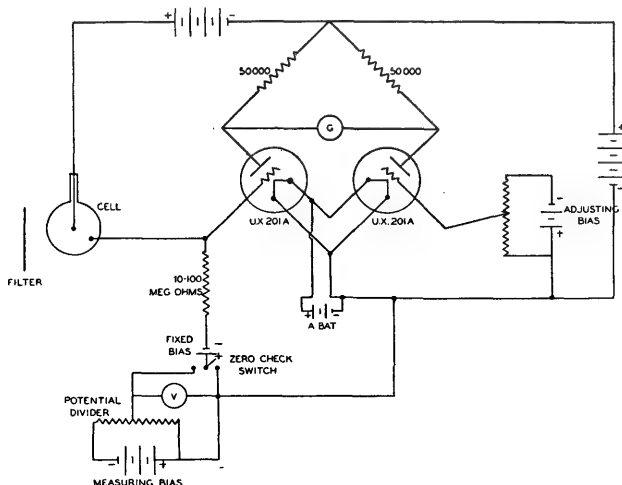 + -
50000
50000
G
+
CELL
U.X 201A
U.X. 201A
-
ADJUSTING
BIAS
+
FILTER
10-100
MEG OHMS
+ -
A BAT
-
FIXED
BIAS
-
+
ZERO CHECK
SWITCH
POTENTIAL
DIVIDER
V
- +
-
MEASURING BIAS